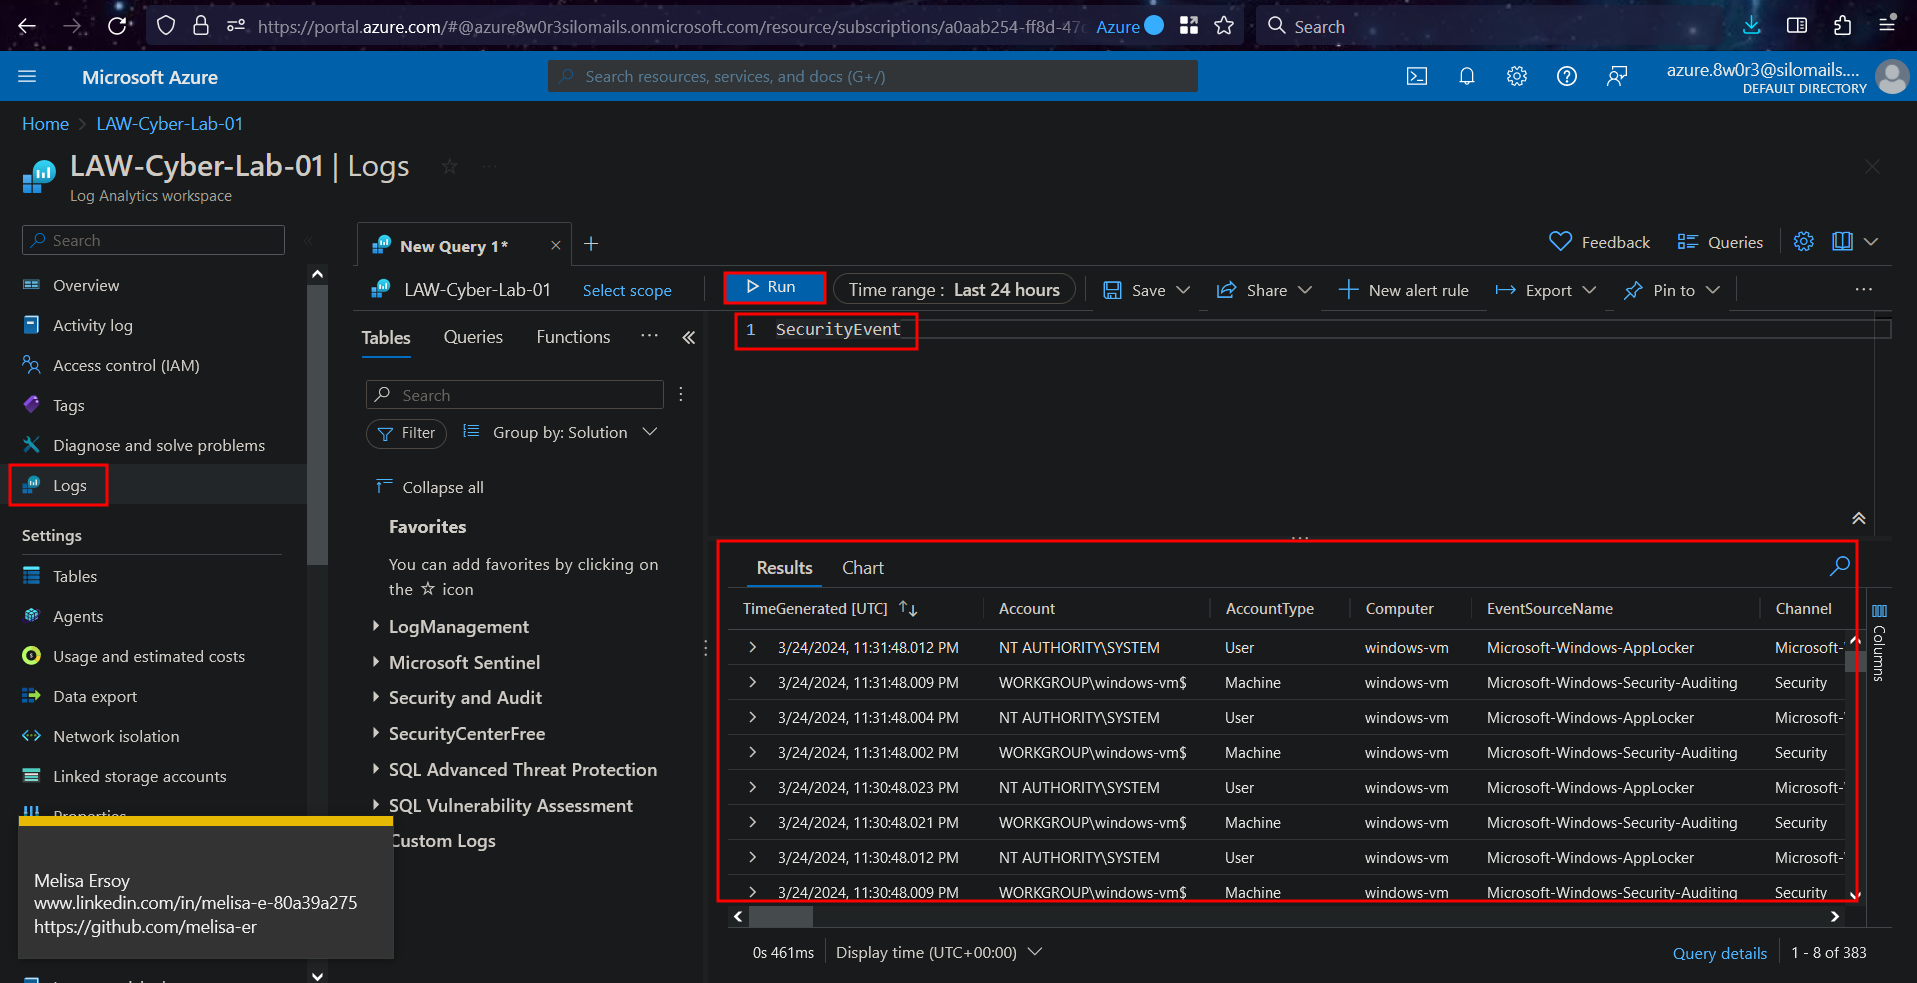 https://portal.azure.com/#@azure8w0r3silomails.onmicrosoft.com/resource/subscriptions/a0aab254-ff8d-47 Azure Search
Microsoft Azure Search resources, services, and docs (G+/) azure.8w0r3@silomails....
DEFAULT DIRECTORY
Home > LAW-Cyber-Lab-01
LAW-Cyber-Lab-01 | Logs ...
Log Analytics workspace
Search
Overview
Activity log
Access control (IAM)
Tags
Diagnose and solve problems
Logs
Settings
Tables
Agents
Usage and estimated costs
Data export
Network isolation
Linked storage accounts
Properties
Melisa Ersoy
www.linkedin.com/in/melisa-e-80a39a275
https://github.com/melisa-er
New Query 1*
Feedback Queries
LAW-Cyber-Lab-01 Select scope
Run Time range : Last 24 hours Save Share New alert rule Export Pin to ...
Tables Queries Functions ...
Search
Filter Group by: Solution
Collapse all
Favorites
You can add favorites by clicking on
the ☆ icon
LogManagement
Microsoft Sentinel
Security and Audit
SecurityCenterFree
SQL Advanced Threat Protection
SQL Vulnerability Assessment
Custom Logs
1 SecurityEvent
Results Chart
TimeGenerated [UTC] Account AccountType Computer EventSourceName Channel
3/24/2024, 11:31:48.012 PM NT AUTHORITY\SYSTEM User windows-vm Microsoft-Windows-AppLocker Microsoft-
3/24/2024, 11:31:48.009 PM WORKGROUP\windows-vm$ Machine windows-vm Microsoft-Windows-Security-Auditing Security
3/24/2024, 11:31:48.004 PM NT AUTHORITY\SYSTEM User windows-vm Microsoft-Windows-AppLocker Microsoft-
3/24/2024, 11:31:48.002 PM WORKGROUP\windows-vm$ Machine windows-vm Microsoft-Windows-Security-Auditing Security
3/24/2024, 11:30:48.023 PM NT AUTHORITY\SYSTEM User windows-vm Microsoft-Windows-AppLocker Microsoft-
3/24/2024, 11:30:48.021 PM WORKGROUP\windows-vm$ Machine windows-vm Microsoft-Windows-Security-Auditing Security
3/24/2024, 11:30:48.012 PM NT AUTHORITY\SYSTEM User windows-vm Microsoft-Windows-AppLocker Microsoft-
3/24/2024, 11:30:48.009 PM WORKGROUP\windows-vm$ Machine windows-vm Microsoft-Windows-Security-Auditing Security
Columns
0s 461ms Display time (UTC+00:00) Query details 1 - 8 of 383